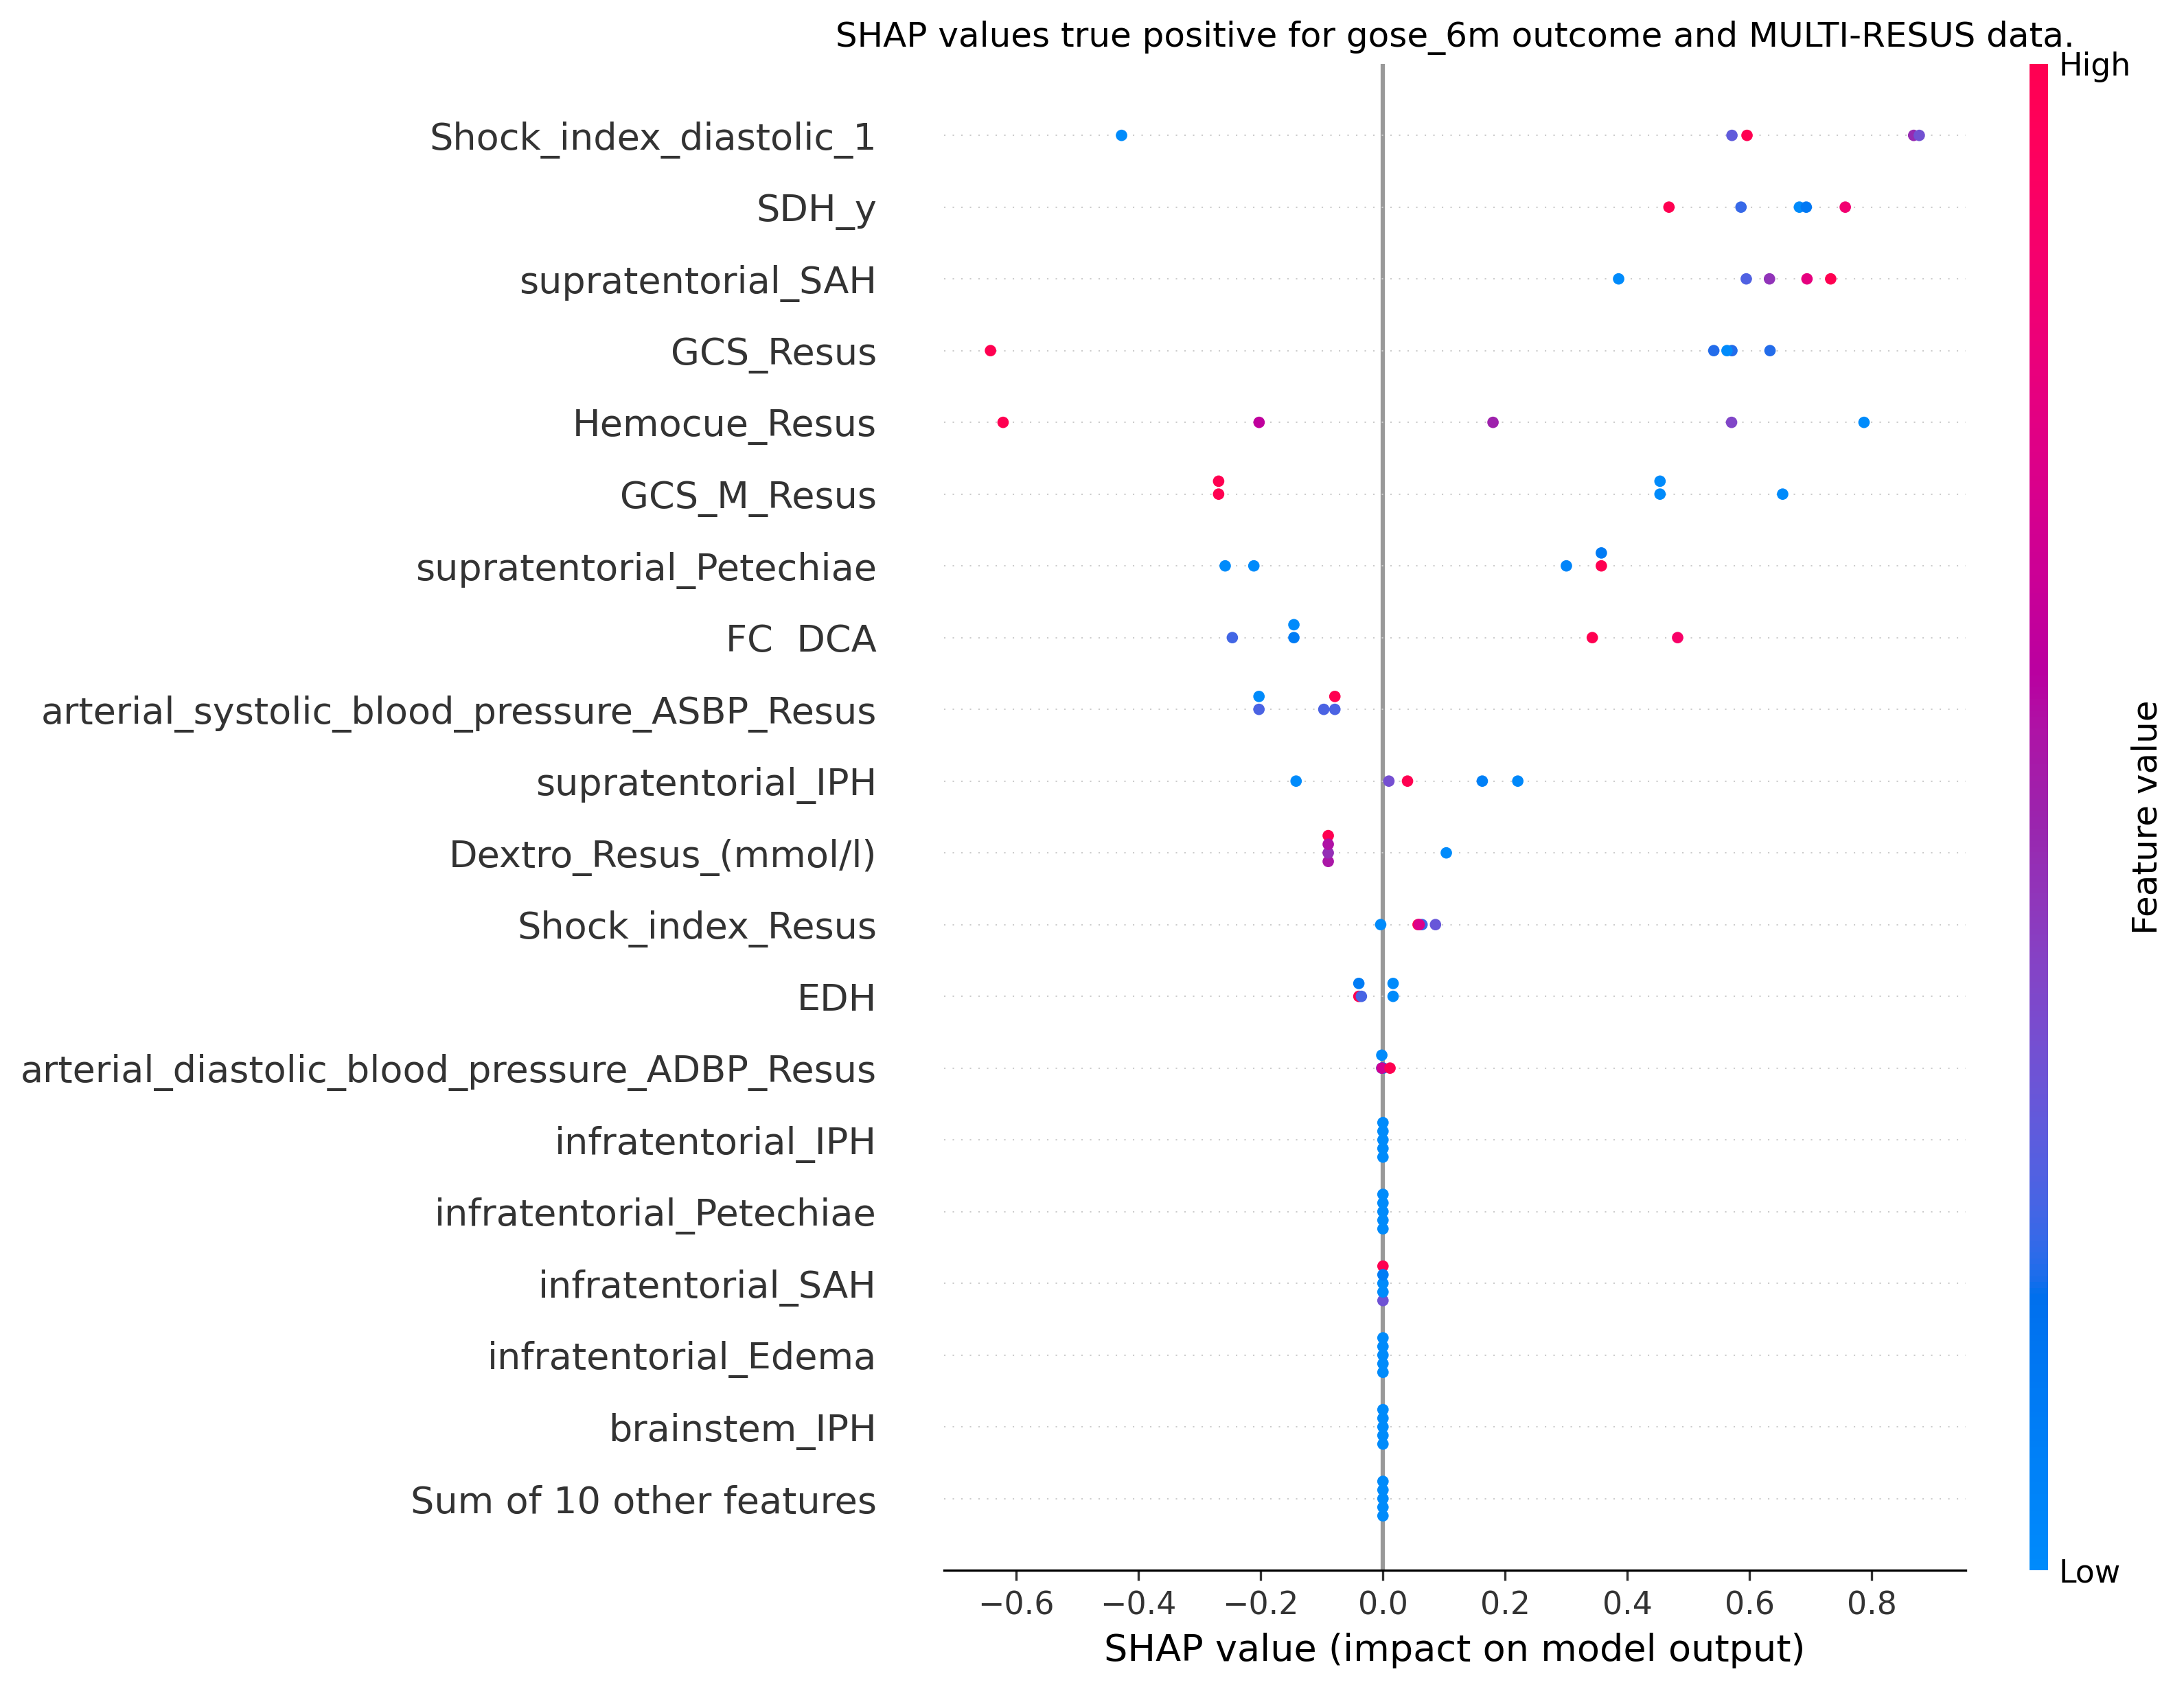 SHAP values true positive for gose_6m outcome and MULTI-RESUS data.
High
Shock_index_diastolic_1
SDH_y
supratentorial_SAH
GCS_Resus
Hemocue_Resus
GCS_M_Resus
supratentorial_Petechiae
FC  DCA
arterial_systolic_blood_pressure_ASBP_Resus
supratentorial_IPH
Dextro_Resus_(mmol/l)
Shock_index_Resus
EDH
arterial_diastolic_blood_pressure_ADBP_Resus
infratentorial_IPH
infratentorial_Petechiae
infratentorial_SAH
infratentorial_Edema
brainstem_IPH
Sum of 10 other features
Feature value
Low
−0.6 −0.4 −0.2 0.0 0.2 0.4 0.6 0.8
SHAP value (impact on model output)